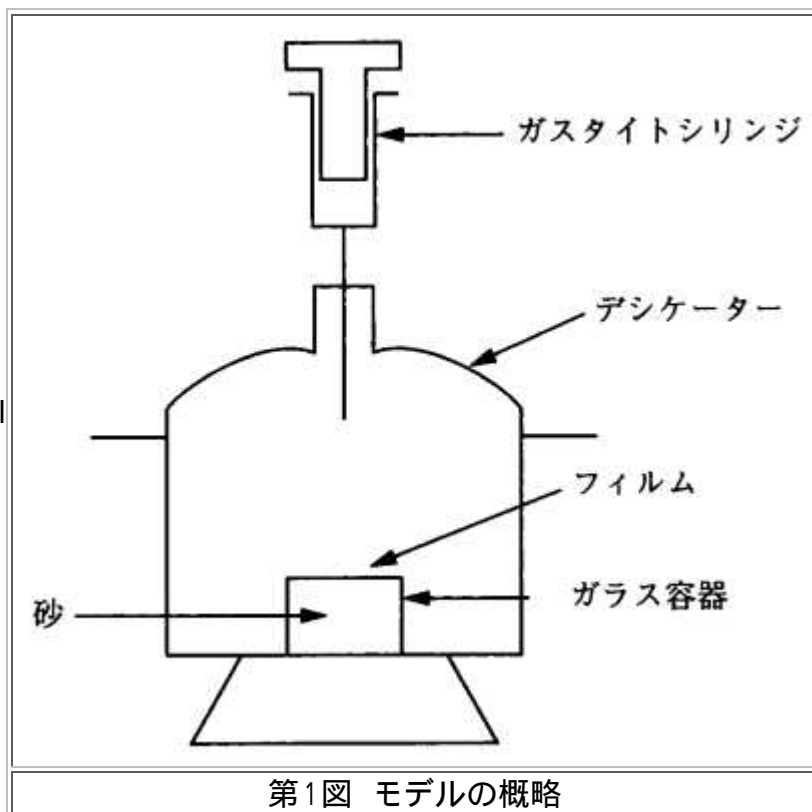 ガスタイトシリンジ
デシケーター
フィルム
ガラス容器
砂
第1図 モデルの概略